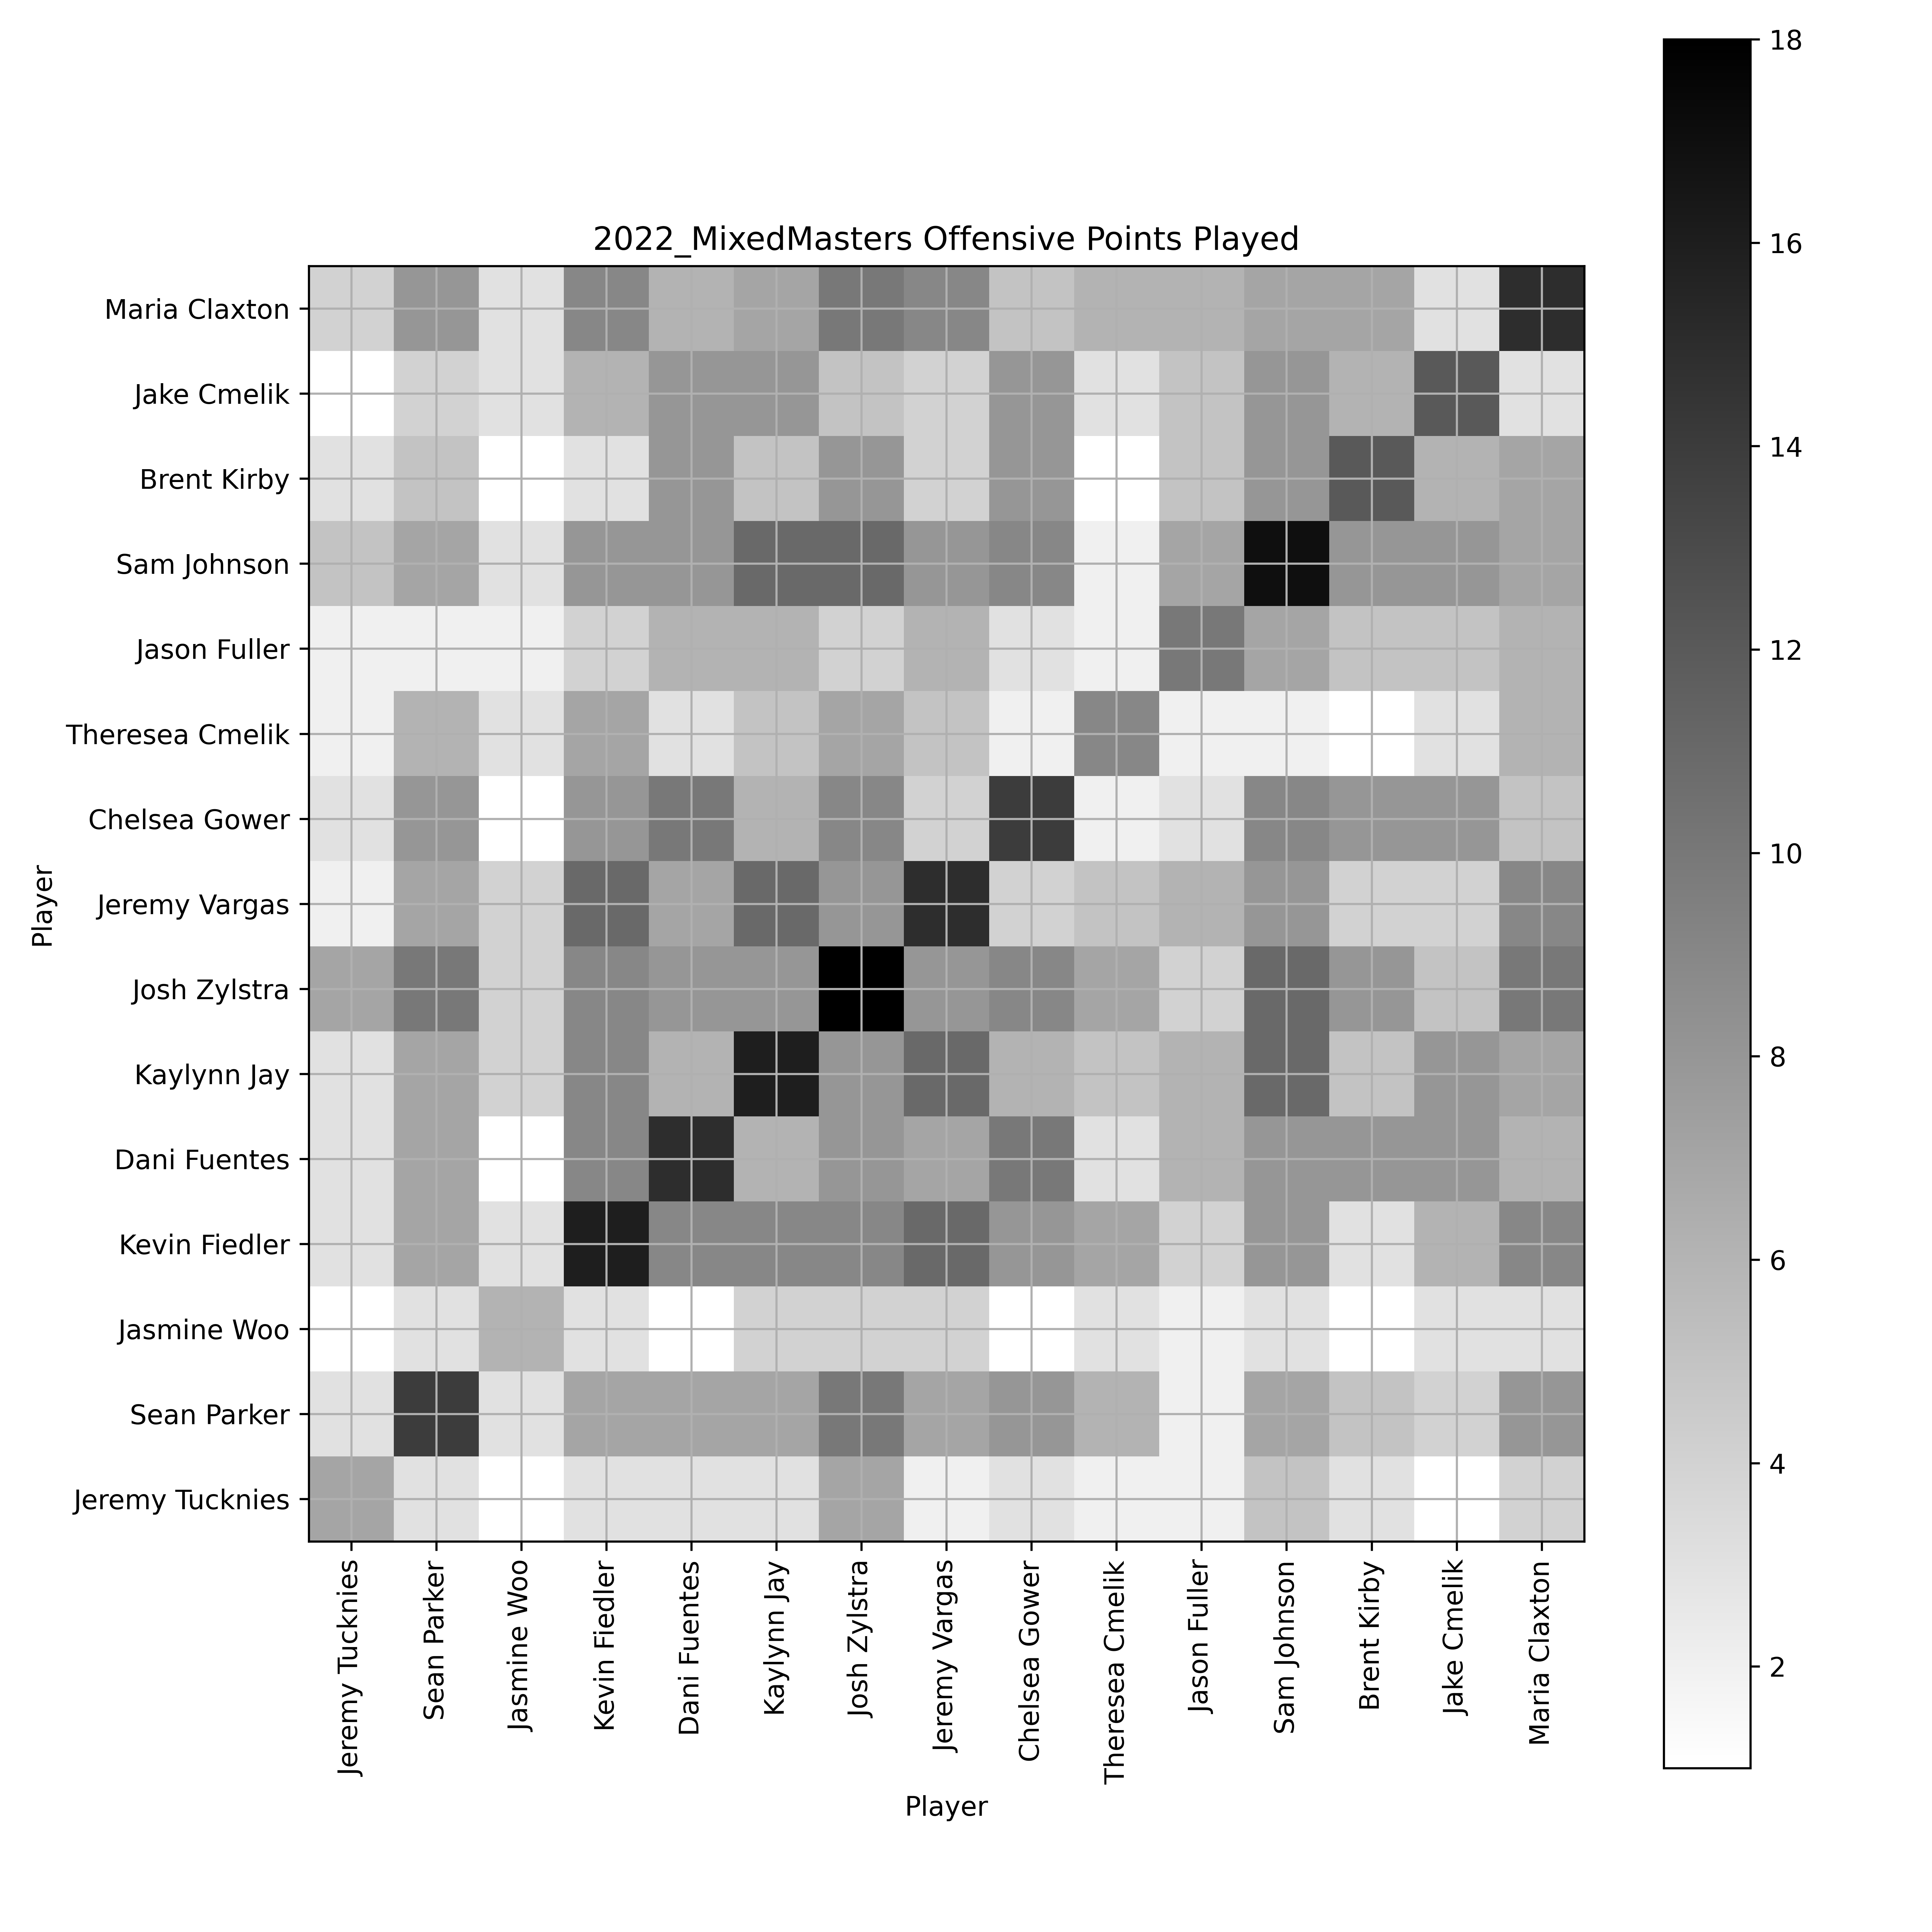 2022_MixedMasters Offensive Points Played
Player
Maria Claxton
Jake Cmelik
Brent Kirby
Sam Johnson
Jason Fuller
Theresea Cmelik
Chelsea Gower
Jeremy Vargas
Josh Zylstra
Kaylynn Jay
Dani Fuentes
Kevin Fiedler
Jasmine Woo
Sean Parker
Jeremy Tucknies
Jeremy Tucknies
Sean Parker
Jasmine Woo
Kevin Fiedler
Dani Fuentes
Kaylynn Jay
Josh Zylstra
Jeremy Vargas
Chelsea Gower
Theresea Cmelik
Jason Fuller
Sam Johnson
Brent Kirby
Jake Cmelik
Maria Claxton
Player
18
16
14
12
10
8
6
4
2